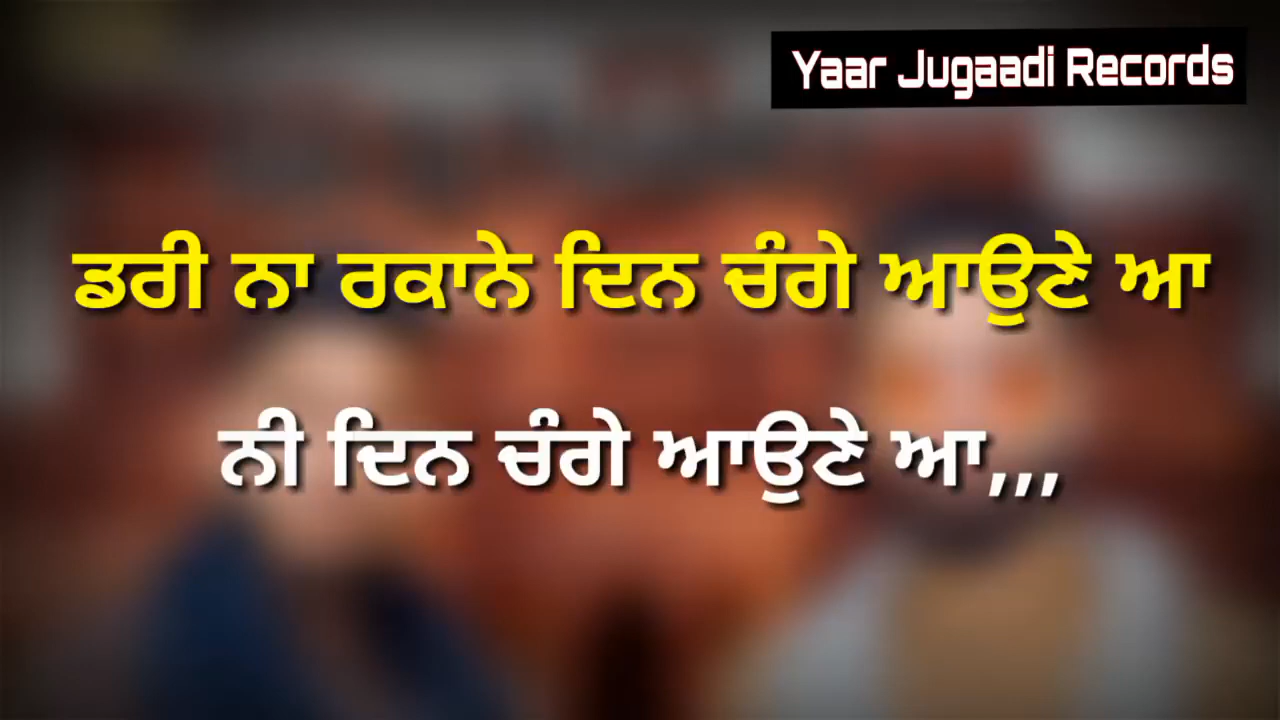 Yaar Jugaadi Records
ਡਰੀ ਨਾ ਰਕਾਨੇ ਦਿਨ ਚੰਗੇ ਆਉਣੇ ਆ
ਨੀ ਦਿਨ ਚੰਗੇ ਆਉਣੇ ਆ,,,